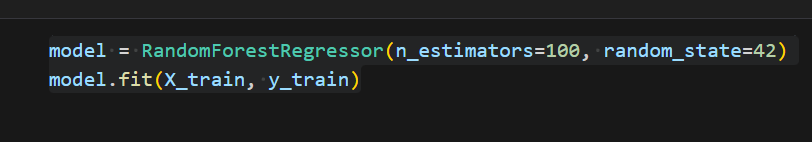 model = RandomForestRegressor(n_estimators=100, random_state=42)
model.fit(X_train, y_train)